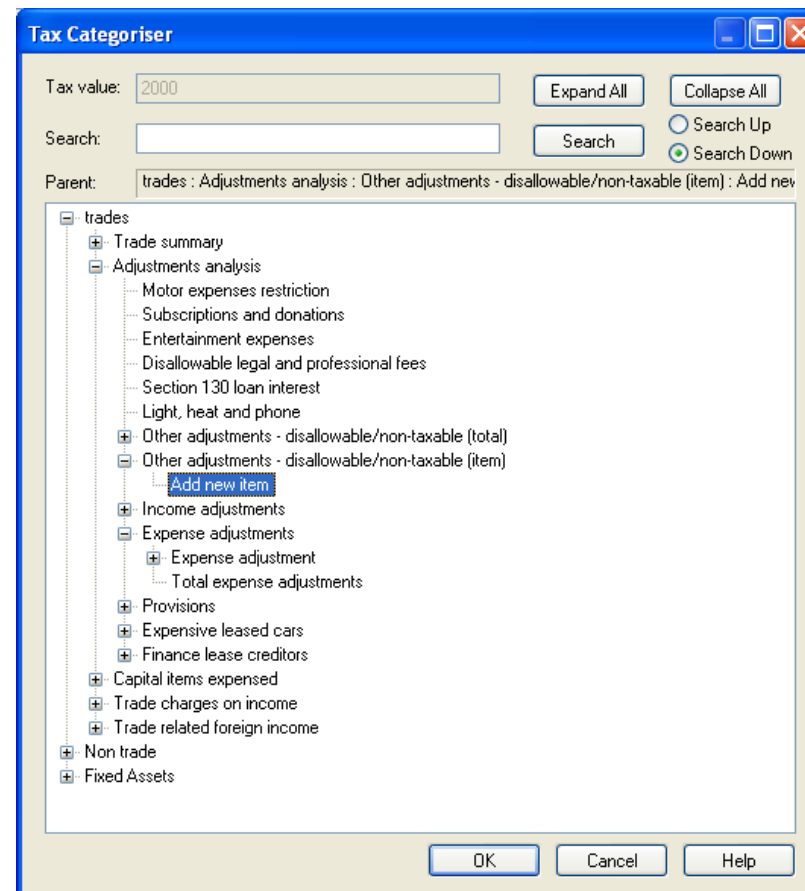 Tax Categoriser
Tax value: 2000 Expand All Collapse All
Search Up
Search: Search
Search Down
Parent: trades : Adjustments analysis : Other adjustments - disallowable/non-taxable (item) : Add new
trades
Trade summary
Adjustments analysis
Motor expenses restriction
Subscriptions and donations
Entertainment expenses
Disallowable legal and professional fees
Section 130 loan interest
Light, heat and phone
Other adjustments - disallowable/non-taxable (total)
Other adjustments - disallowable/non-taxable (item)
Add new item
Income adjustments
Expense adjustments
Expense adjustment
Total expense adjustments
Provisions
Expensive leased cars
Finance lease creditors
Capital items expensed
Trade charges on income
Trade related foreign income
Non trade
Fixed Assets
OK Cancel Help